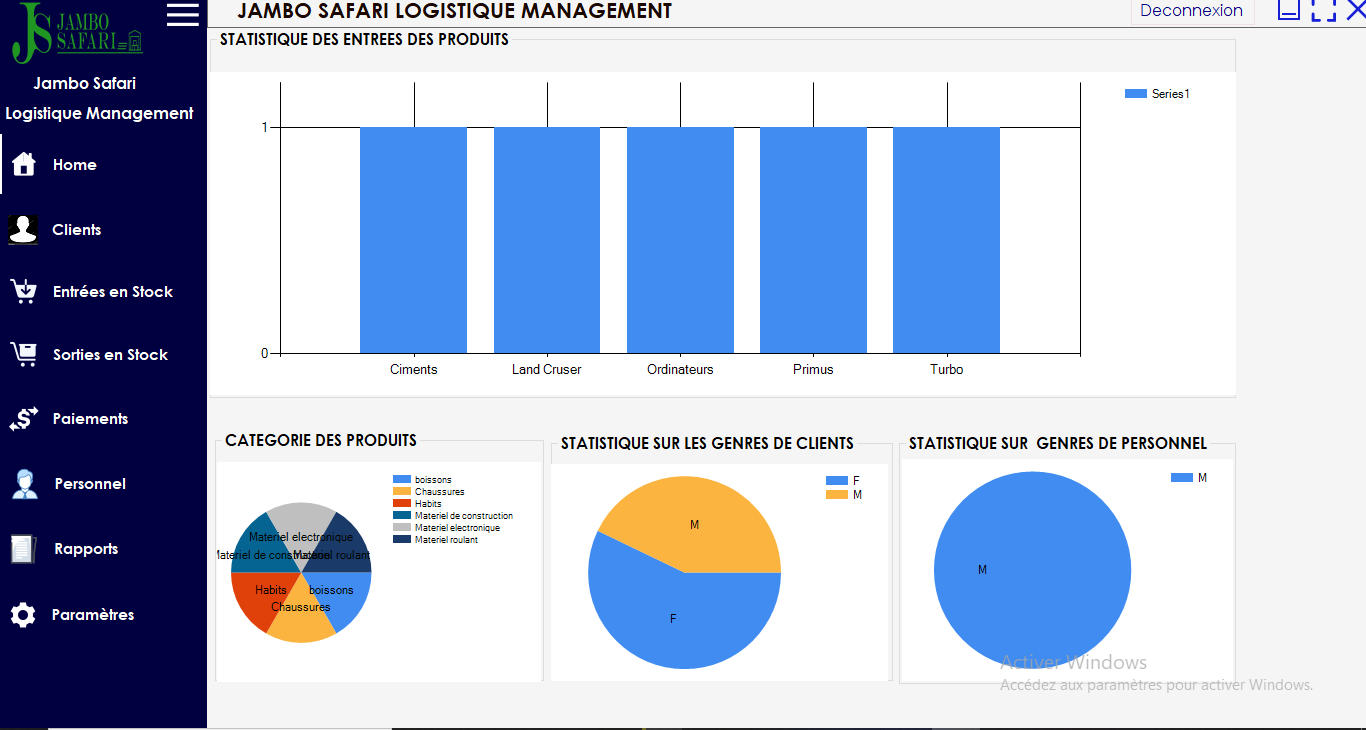 JAMBO
SAFARI
Jambo Safari
Logistique Management
Home
Clients
Entrées en Stock
Sorties en Stock
Paiements
Personnel
Rapports
Paramètres
JAMBO SAFARI LOGISTIQUE MANAGEMENT
Deconnexion
STATISTIQUE DES ENTREES DES PRODUITS
Series1
1
0
Ciments
Land Cruser
Ordinateurs
Primus
Turbo
CATEGORIE DES PRODUITS
boissons
Chaussures
Habits
Materiel de construction
Materiel electronique
Materiel roulant
Materiel electronique
Materiel de construction
Materiel roulant
Habits
boissons
Chaussures
STATISTIQUE SUR LES GENRES DE CLIENTS
F
M
M
F
STATISTIQUE SUR GENRES DE PERSONNEL
M
M
Activer Windows
Accédez aux paramètres pour activer Windows.